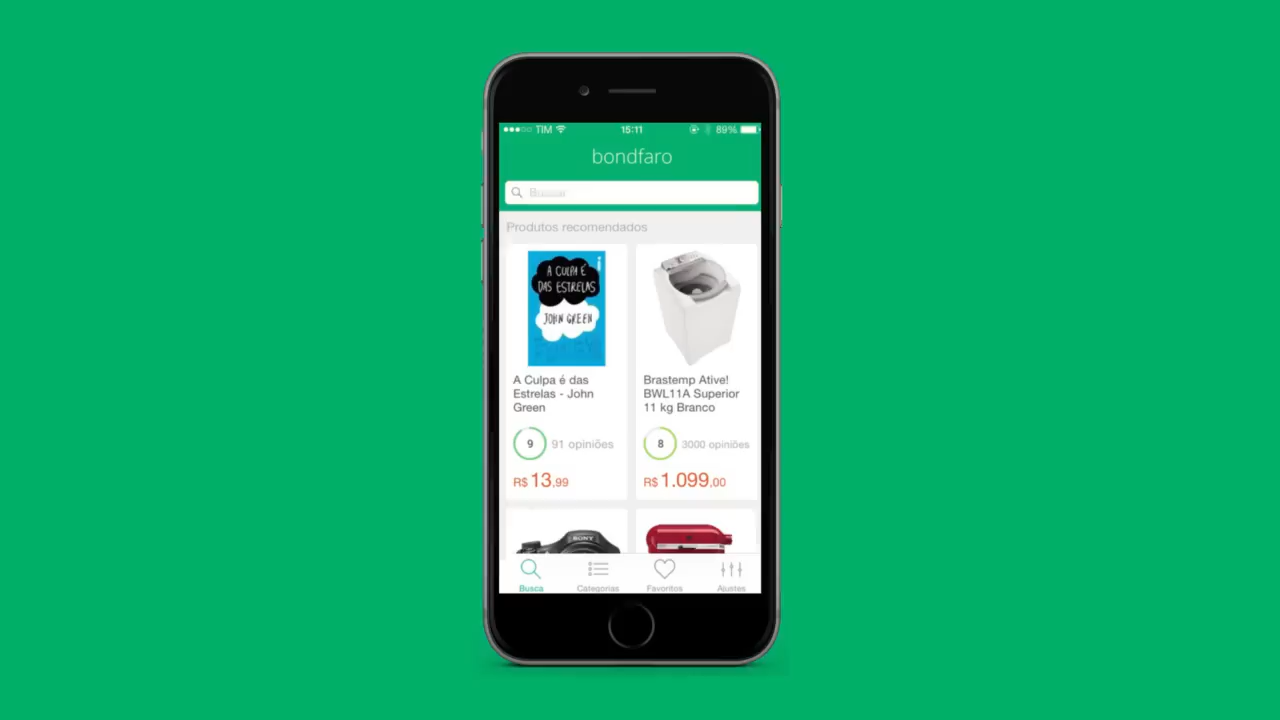 TIM 15:11 89%
bondfaro
Buscar
Produtos recomendados
A CULPA É
DAS ESTRELAS
JOHN GREEN
A Culpa é das
Estrelas - John
Green
9 91 opiniões
R$ 13,99
Brastemp Ative!
BWL11A Superior
11 kg Branco
8 3000 opiniões
R$ 1.099,00
SONY
Busca Categorias Favoritos Ajustes